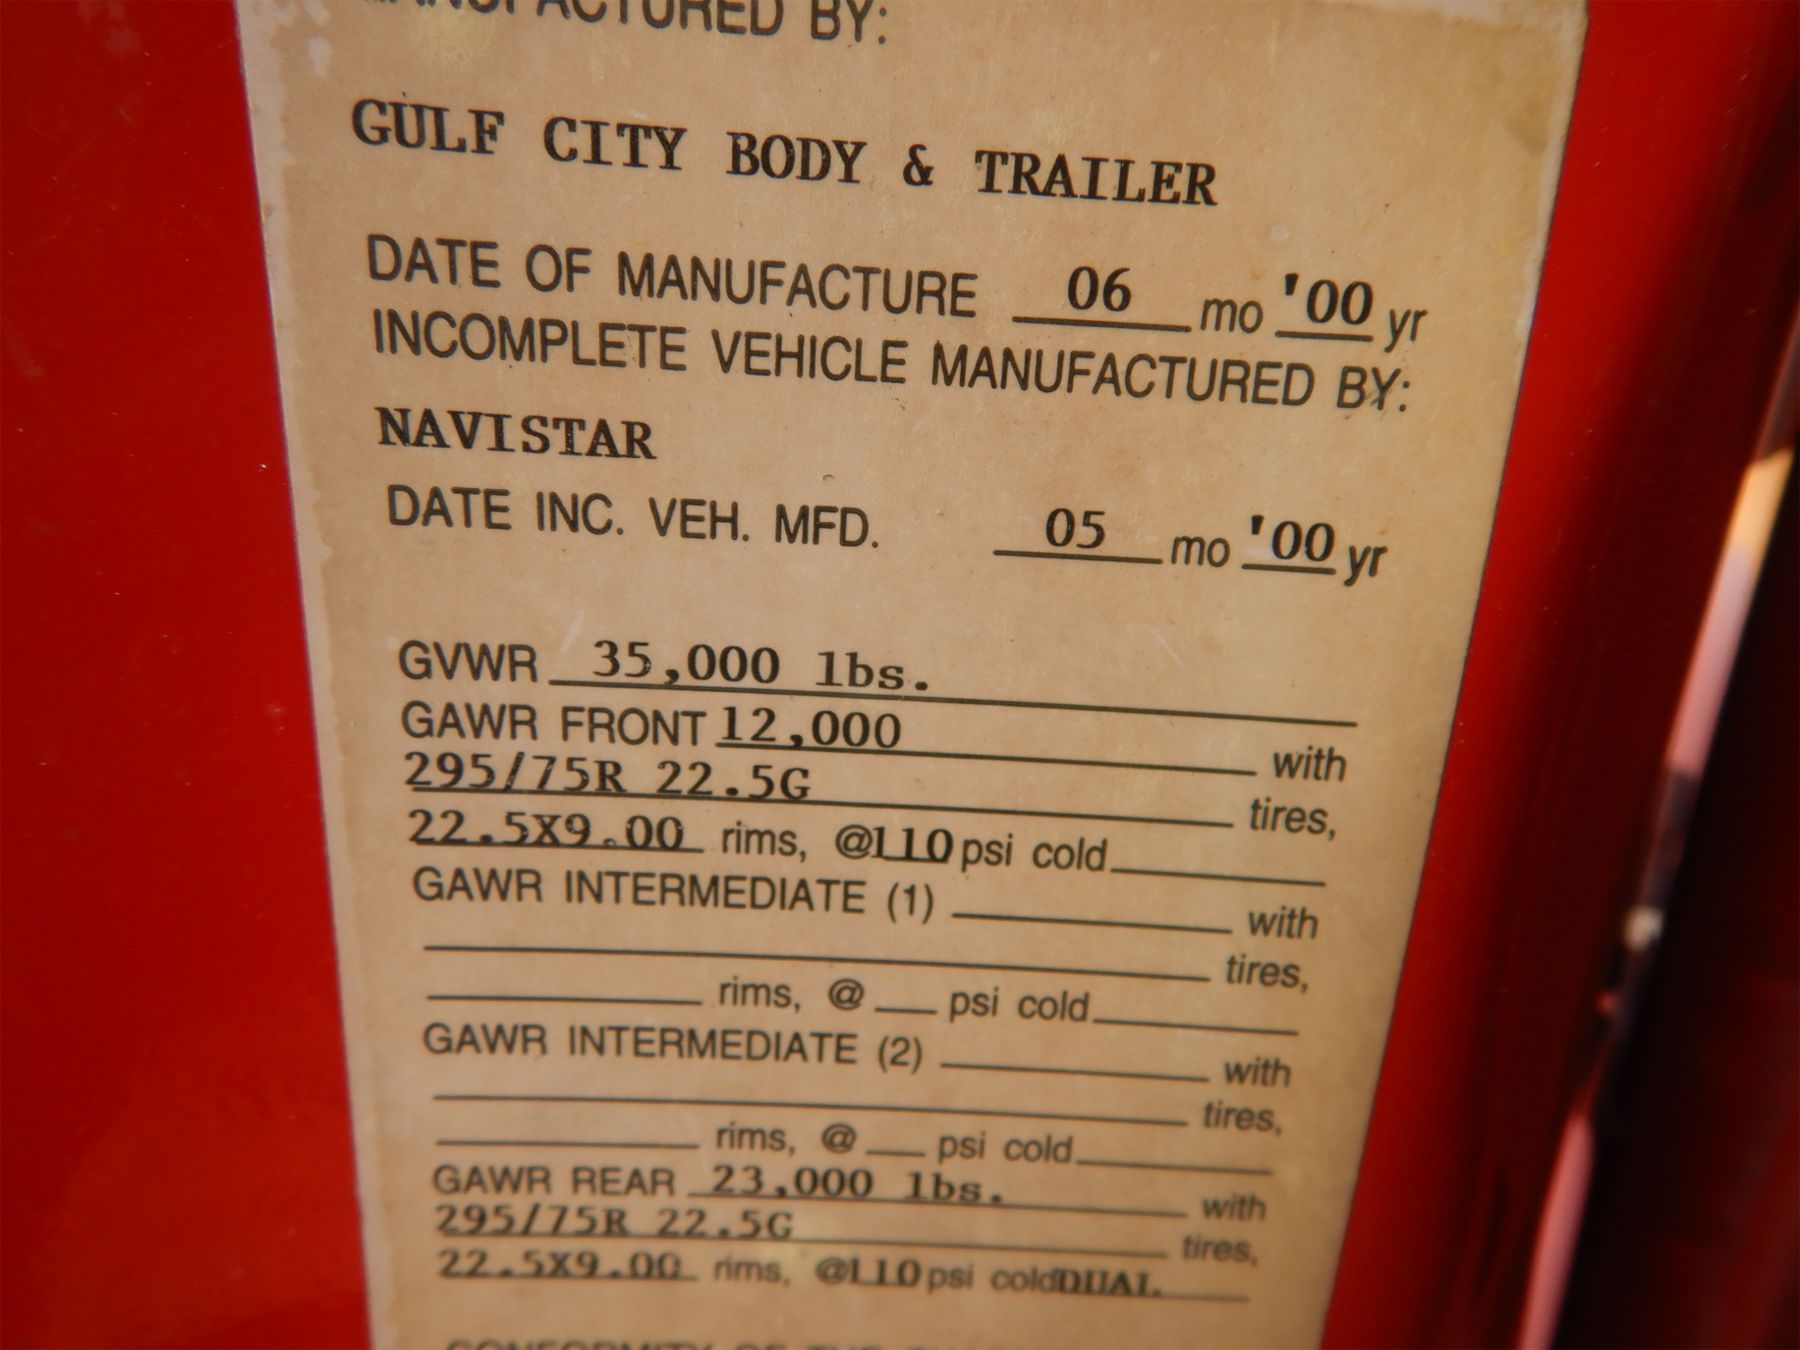 MANUFACTURED BY:
GULF CITY BODY & TRAILER
DATE OF MANUFACTURE 06 mo '00 yr
INCOMPLETE VEHICLE MANUFACTURED BY:
NAVISTAR
DATE INC. VEH. MFD. 05 mo '00 yr
GVWR 35,000 lbs.
GAWR FRONT 12,000 with
295/75R 22.5G tires,
22.5X9.00 rims, @110 psi cold
GAWR INTERMEDIATE (1) with
tires,
rims, @ psi cold
GAWR INTERMEDIATE (2) with
tires,
rims, @ psi cold
GAWR REAR 23,000 lbs. with
295/75R 22.5G tires,
22.5X9.00 rims, @110 psi cold DUAL